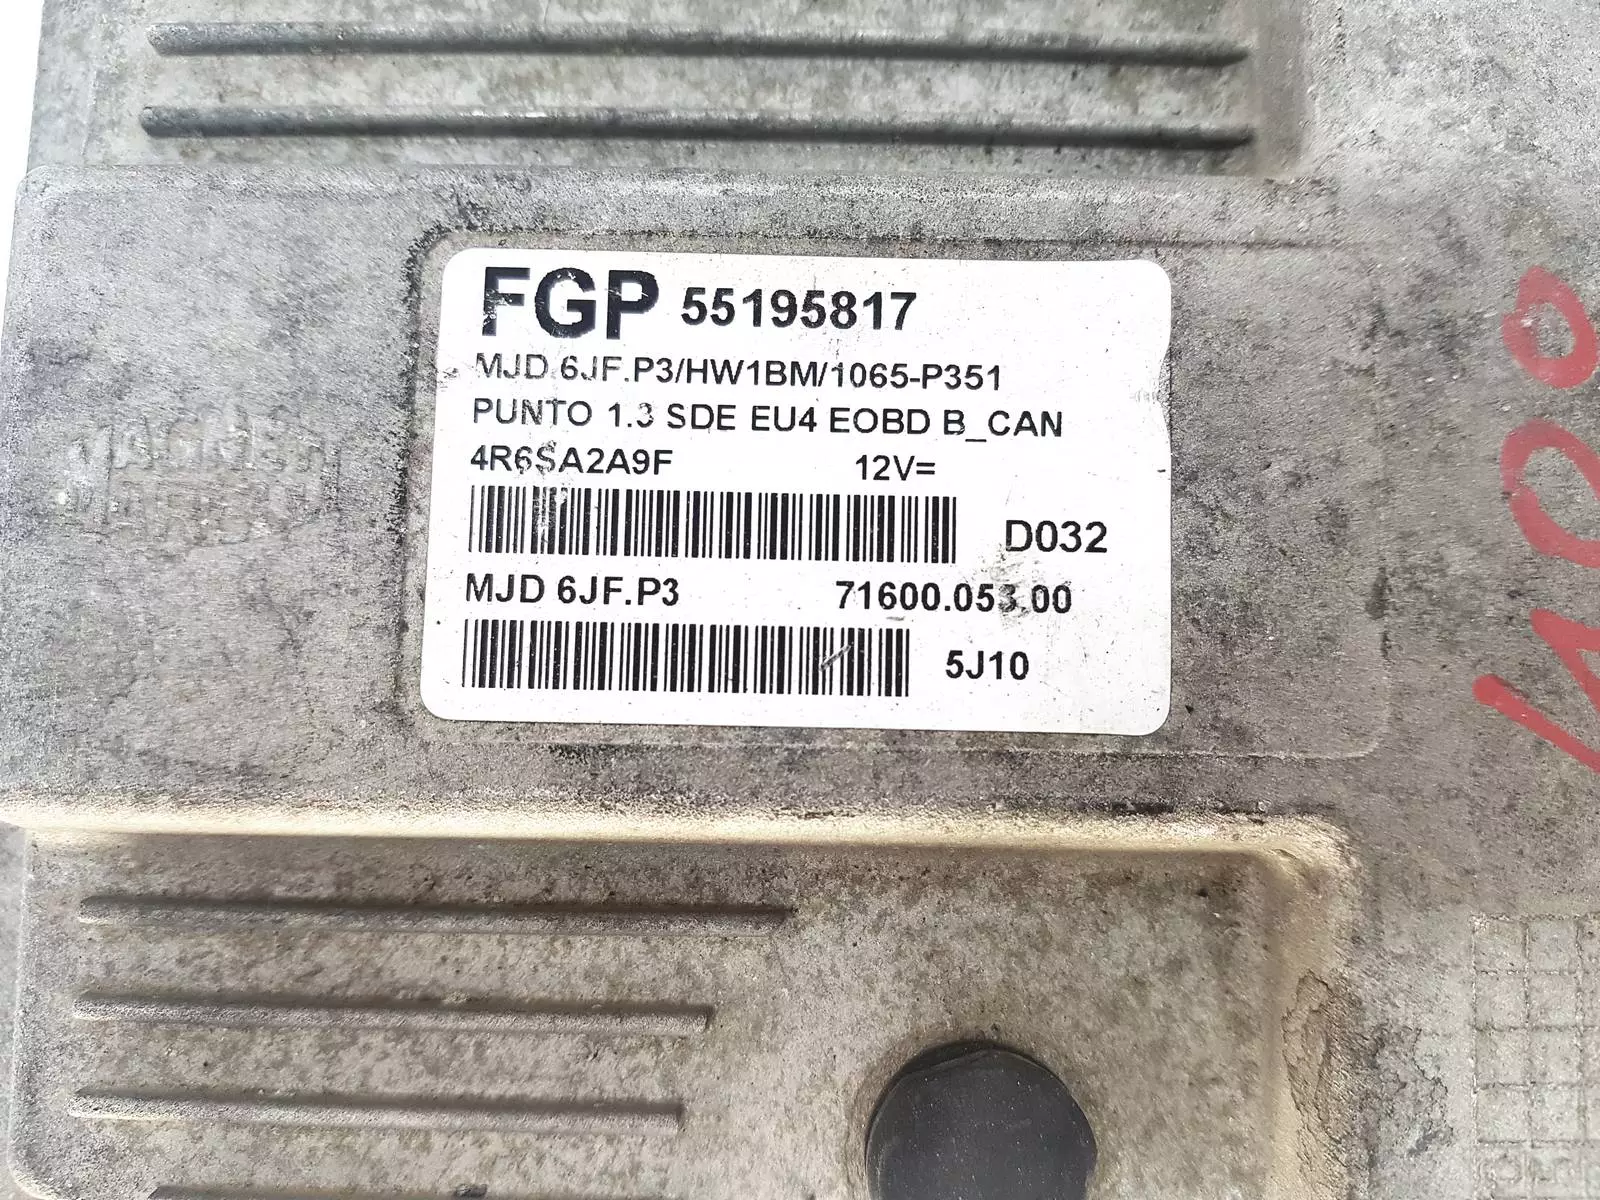 FGP 55195817
MJD 6JF.P3/HW1BM/1065-P351
PUNTO 1.3 SDE EU4 EOBD B_CAN
4R6SA2A9F 12V=
D032
MJD 6JF.P3 71600.053.00
5J10